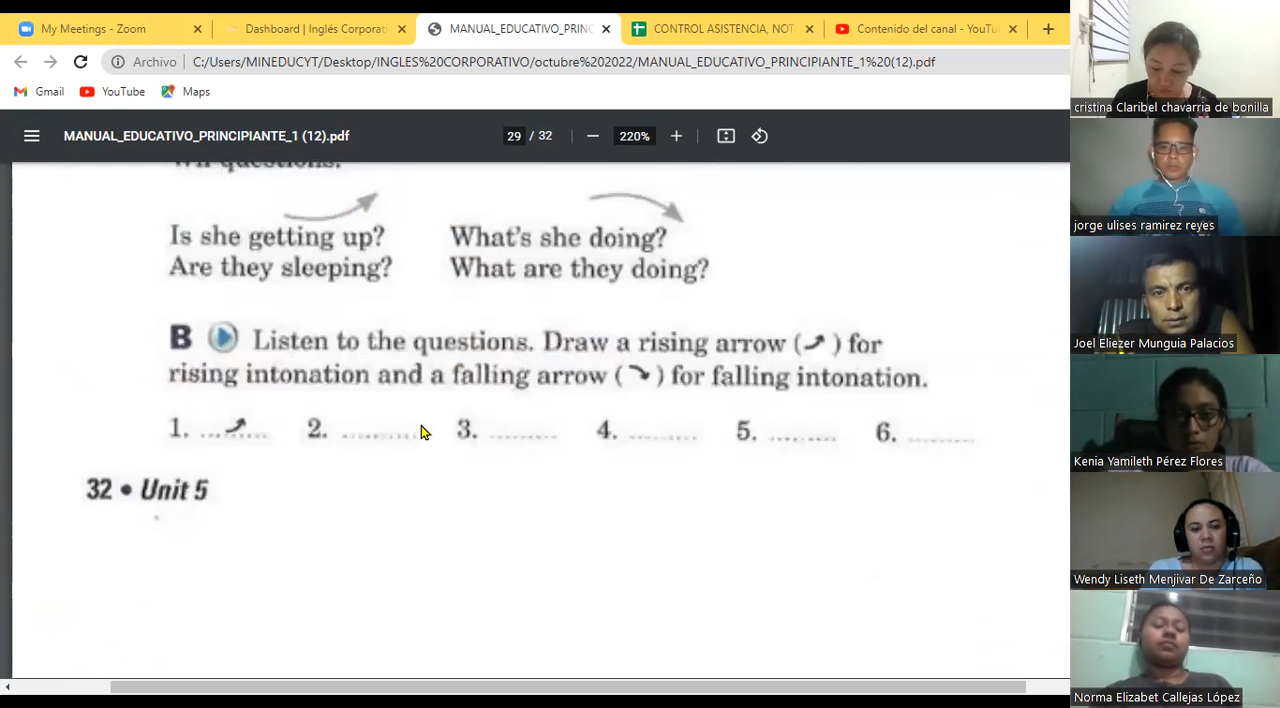 My Meetings - Zoom
Dashboard | Inglés Corporati
MANUAL_EDUCATIVO_PRINC
CONTROL ASISTENCIA, NOT
Contenido del canal - YouTu
Archivo
C:/Users/MINEDUCYT/Desktop/INGLES%20CORPORATIVO/octubre%202022/MANUAL_EDUCATIVO_PRINCIPIANTE_1%20(12).pdf
Gmail
YouTube
Maps
MANUAL_EDUCATIVO_PRINCIPIANTE_1 (12).pdf
29 / 32
220%
questions.
Is she getting up?
What's she doing?
Are they sleeping?
What are they doing?
B Listen to the questions. Draw a rising arrow ( ) for
rising intonation and a falling arrow ( ) for falling intonation.
1. 2. 3. 4. 5. 6.
32 • Unit 5
cristina Claribel chavarria de bonilla
jorge ulises ramirez reyes
Joel Eliezer Munguia Palacios
Kenia Yamileth Pérez Flores
Wendy Liseth Menjivar De Zarceño
Norma Elizabet Callejas López